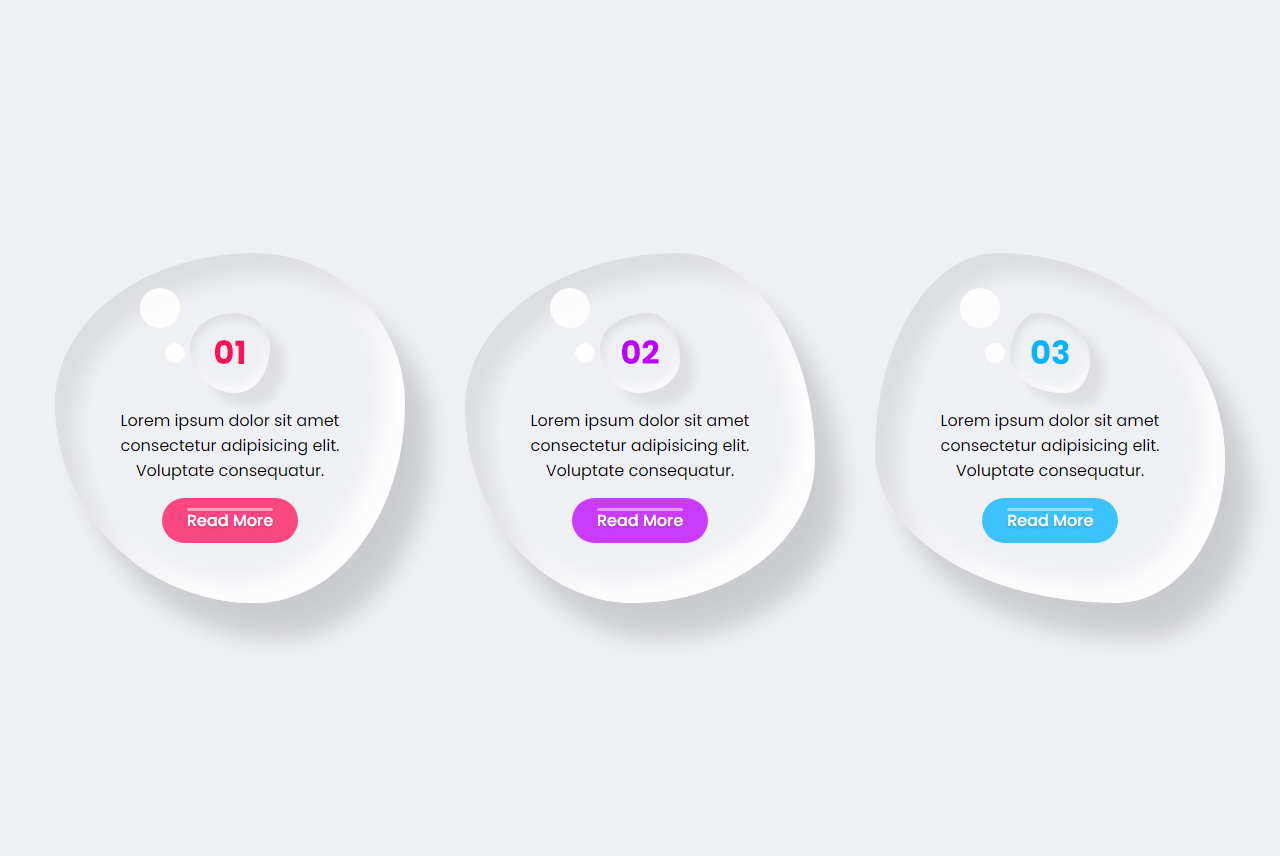 01
Lorem ipsum dolor sit amet
consectetur adipisicing elit.
Voluptate consequatur.
Read More
02
Lorem ipsum dolor sit amet
consectetur adipisicing elit.
Voluptate consequatur.
Read More
03
Lorem ipsum dolor sit amet
consectetur adipisicing elit.
Voluptate consequatur.
Read More